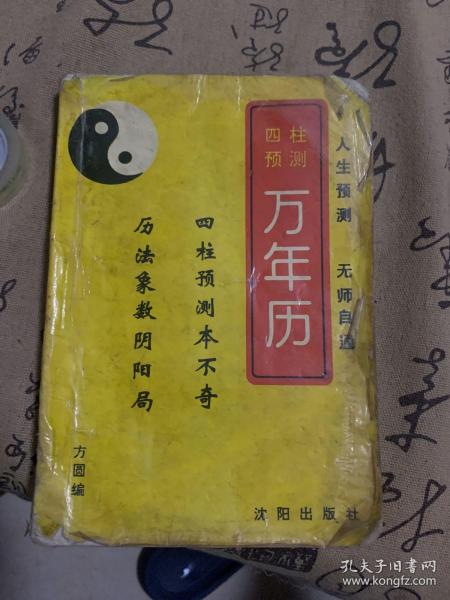 人生预测 无师自通
四柱
预测
万年历
四柱预测本不奇
历法象数阴阳局
方圆编
沈阳出版社
孔夫子旧书网
www.kongfz.com